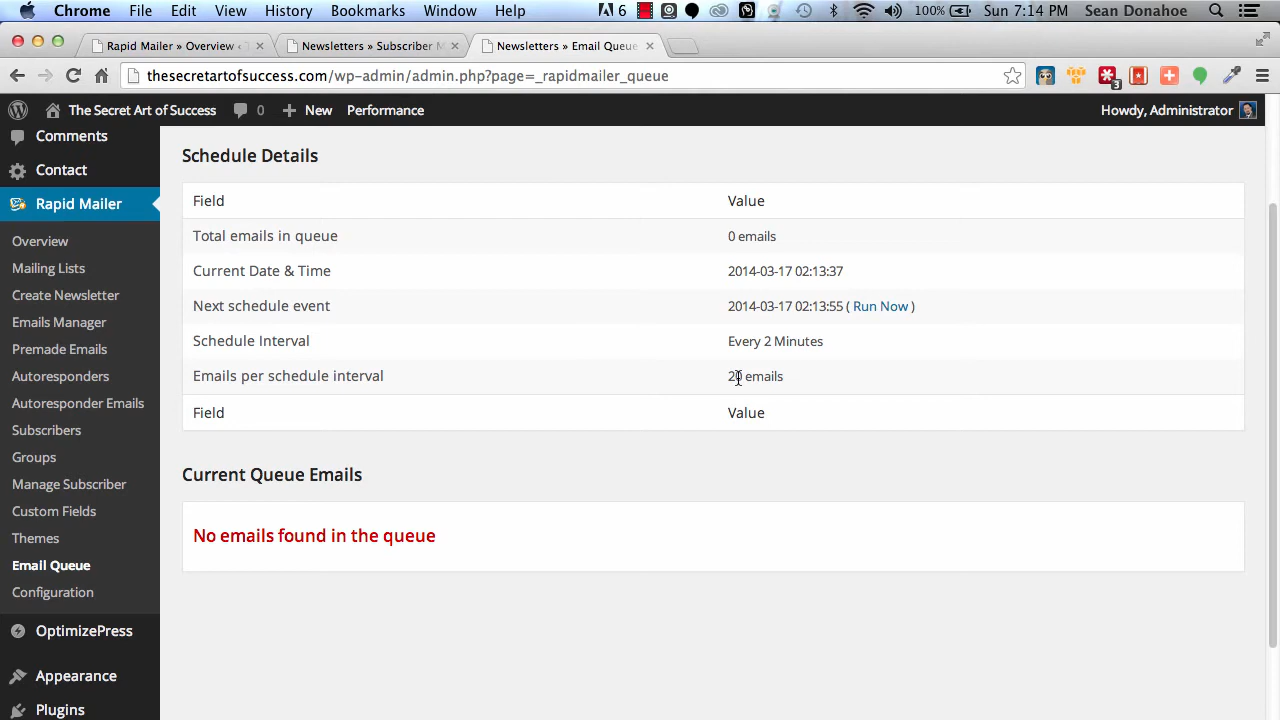 Chrome File Edit View History Bookmarks Window Help 6 100% Sun 7:14 PM Sean Donahoe
Rapid Mailer » Overview ‹ Newsletters » Subscriber M Newsletters » Email Queue
thesecretartofsuccess.com/wp-admin/admin.php?page=_rapidmailer_queue 3
The Secret Art of Success 0 New Performance Howdy, Administrator
Comments
Contact
Rapid Mailer
Overview
Mailing Lists
Create Newsletter
Emails Manager
Premade Emails
Autoresponders
Autoresponder Emails
Subscribers
Groups
Manage Subscriber
Custom Fields
Themes
Email Queue
Configuration
OptimizePress
Appearance
Plugins
Schedule Details
Field Value
Total emails in queue 0 emails
Current Date & Time 2014-03-17 02:13:37
Next schedule event 2014-03-17 02:13:55 ( Run Now )
Schedule Interval Every 2 Minutes
Emails per schedule interval 20 emails
Field Value
Current Queue Emails
No emails found in the queue